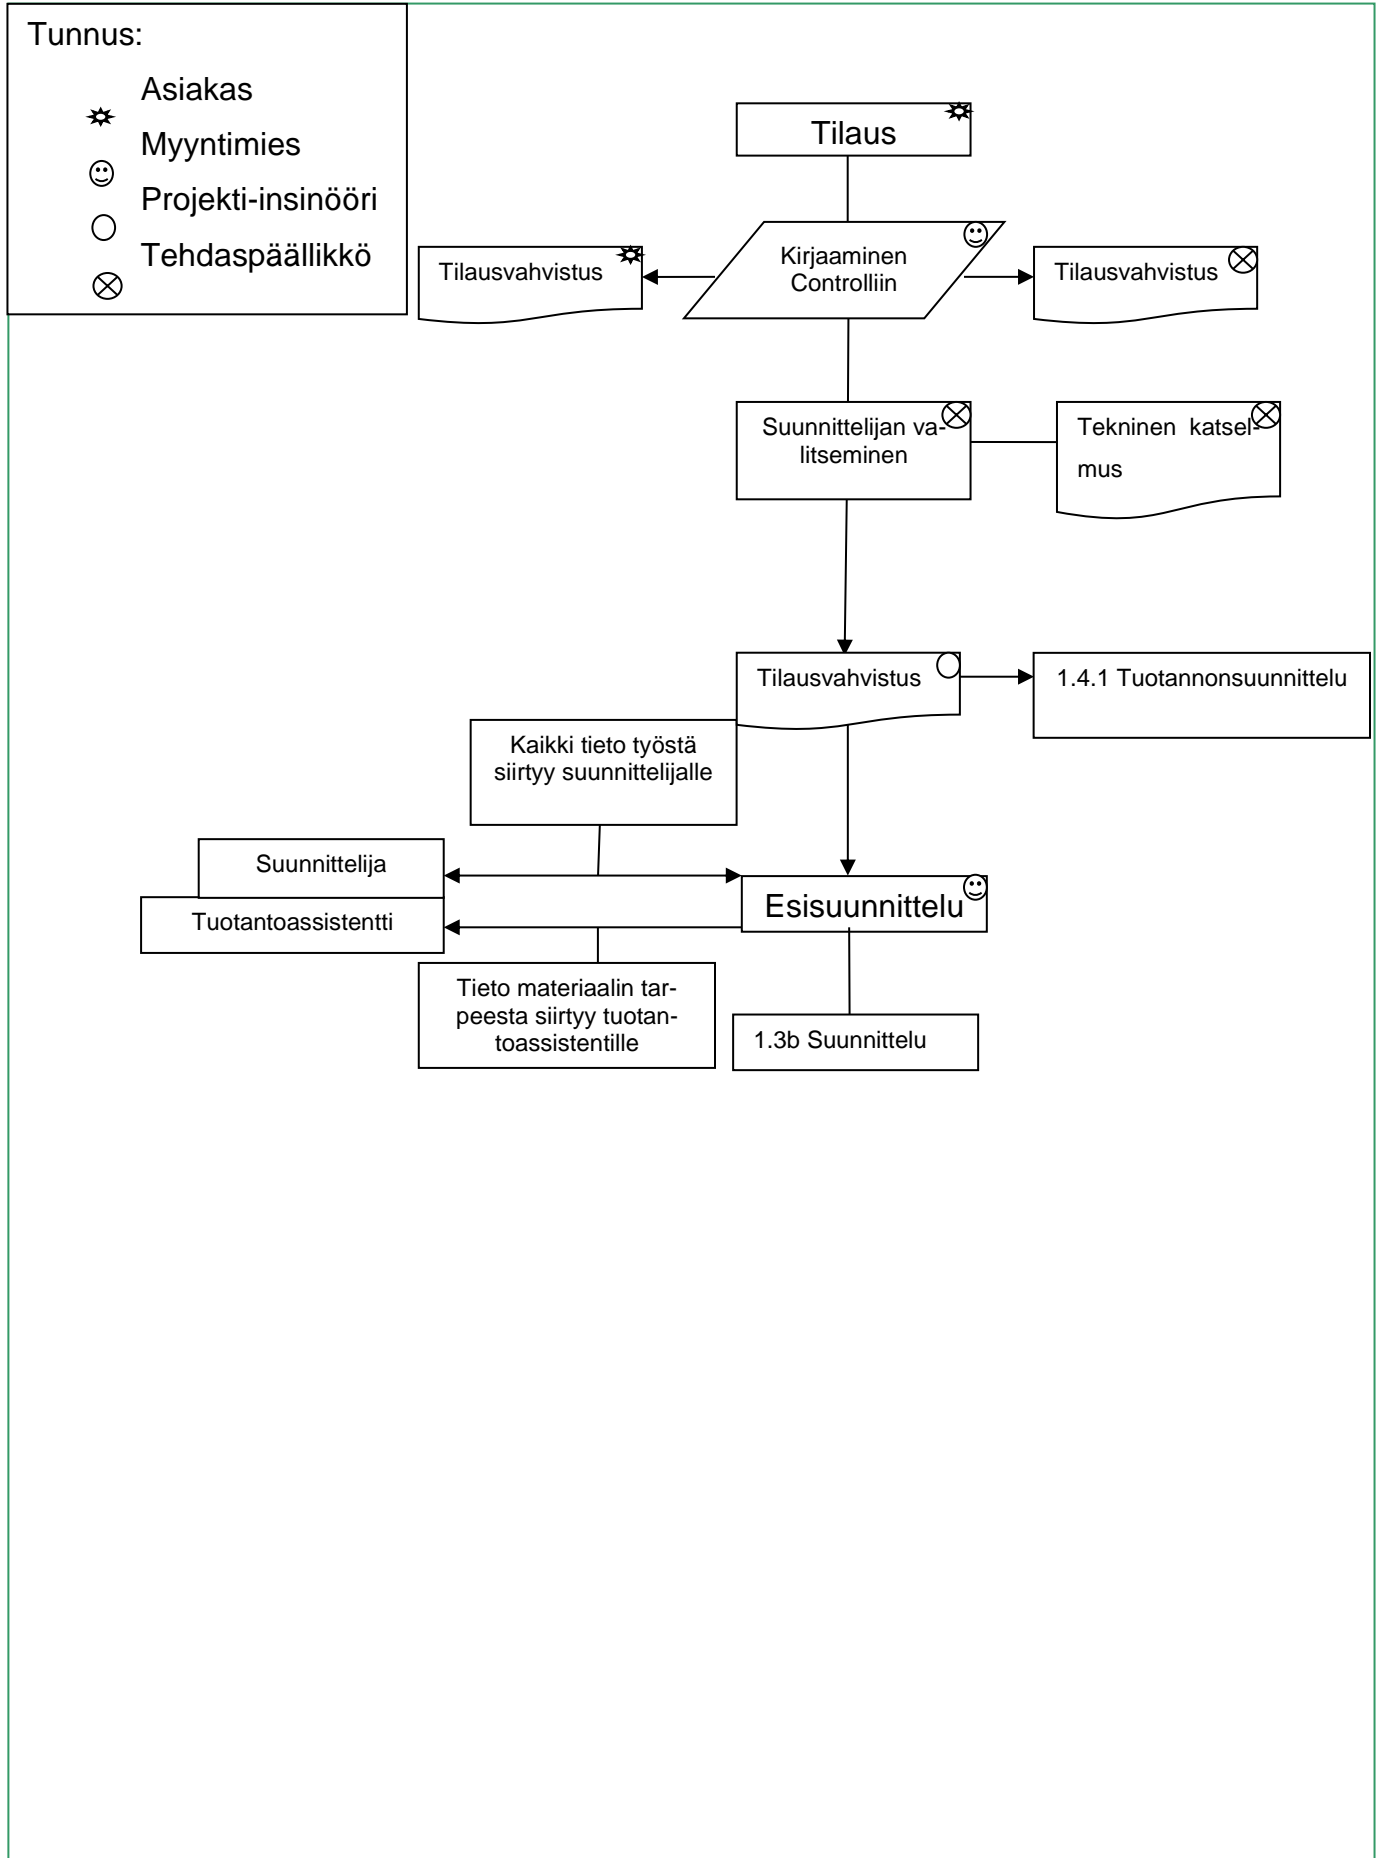 Tunnus:
Asiakas
Myyntimies
Projekti-insinööri
Tehdaspäällikkö
Tilaus
Kirjaaminen
Controlliin
Tilausvahvistus
Tilausvahvistus
Suunnittelijan va-
litseminen
Tekninen katsel-
mus
Tilausvahvistus
1.4.1 Tuotannonsuunnittelu
Kaikki tieto työstä
siirtyy suunnittelijalle
Suunnittelija
Tuotantoassistentti
Esisuunnittelu
Tieto materiaalin tar-
peesta siirtyy tuotan-
toassistentille
1.3b Suunnittelu